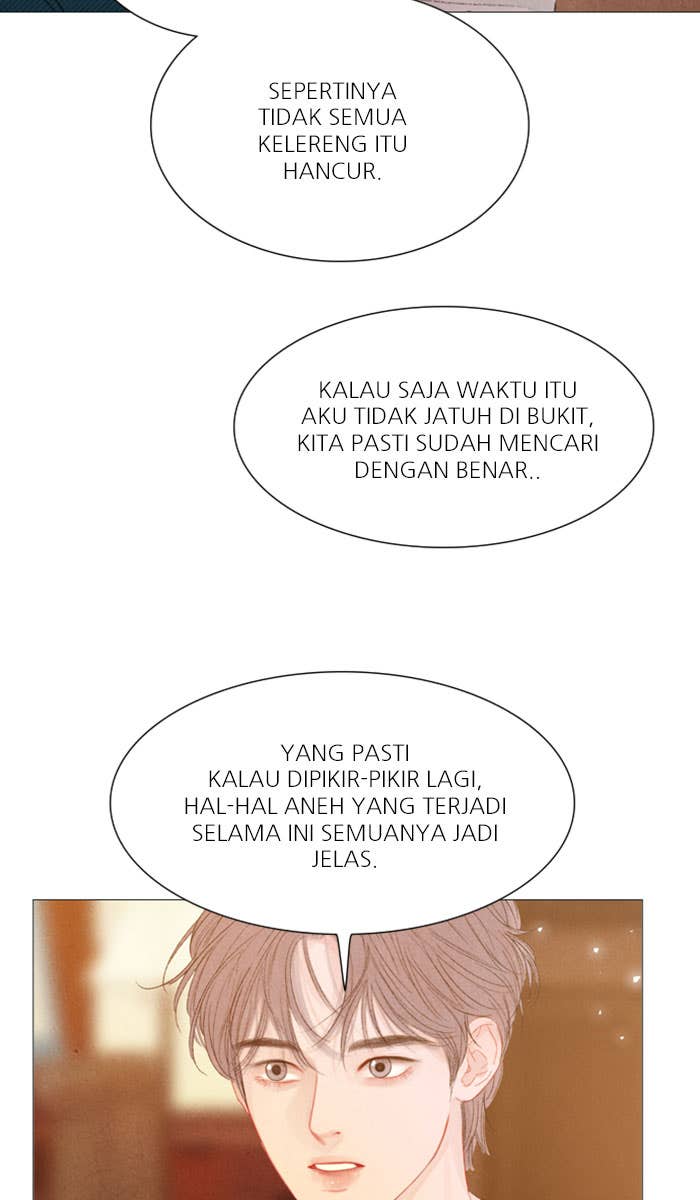 SEPERTINYA
TIDAK SEMUA
KELERENG ITU
HANCUR.
KALAU SAJA WAKTU ITU
AKU TIDAK JATUH DI BUKIT,
KITA PASTI SUDAH MENCARI
DENGAN BENAR..
YANG PASTI
KALAU DIPIKIR-PIKIR LAGI,
HAL-HAL ANEH YANG TERJADI
SELAMA INI SEMUANYA JADI
JELAS.